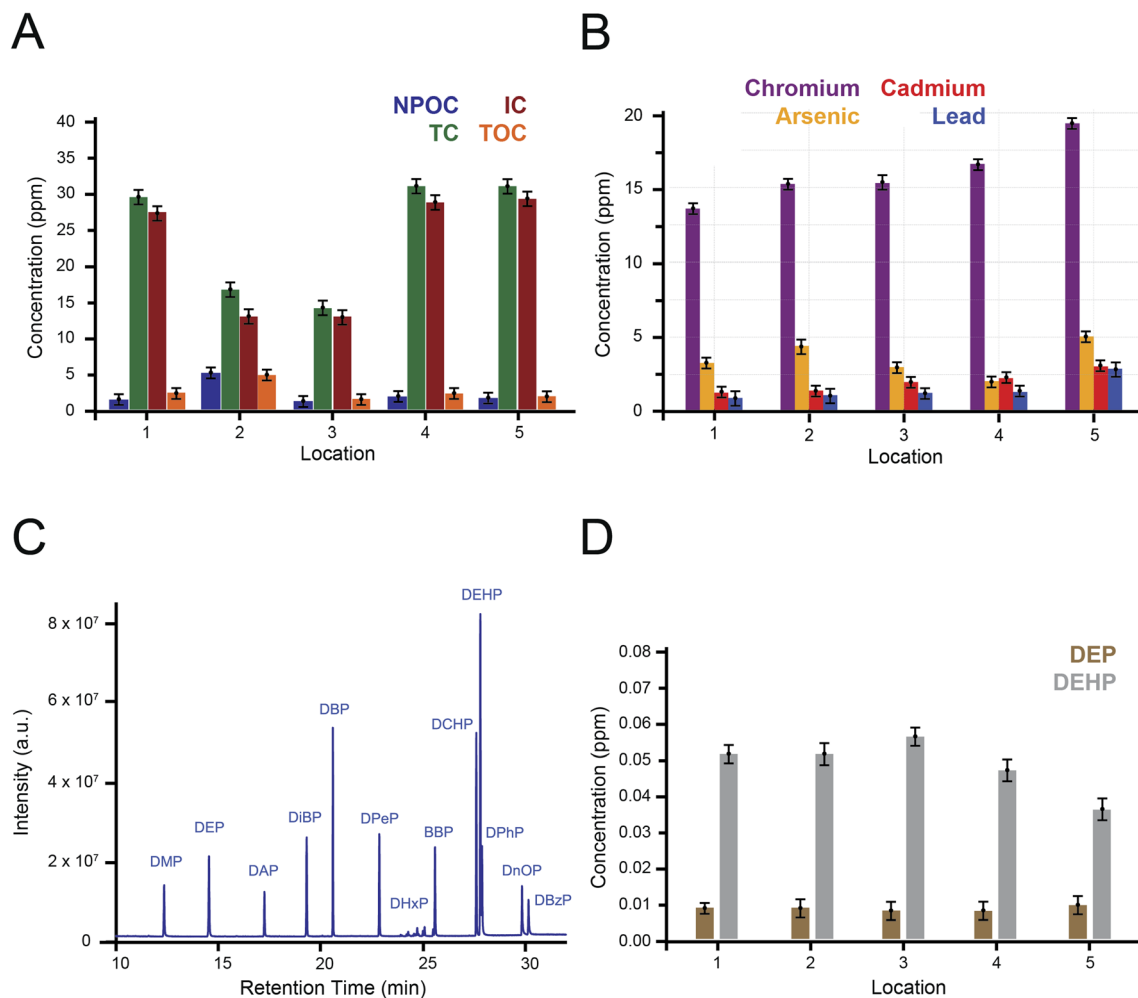 A
NPOC IC
TC TOC
Concentration (ppm)
40
35
30
25
20
15
10
5
0
1 2 3 4 5
Location
B
Chromium Cadmium
Arsenic Lead
Concentration (ppm)
20
15
10
5
0
1 2 3 4 5
Location
C
Intensity (a.u.)
8 x 10⁷
6 x 10⁷
4 x 10⁷
2 x 10⁷
0
DEHP
DBP
DCHP
DiBP
DPeP
BBP
DPhP
DEP
DMP
DAP
DHxP
DnOP
DBzP
10 15 20 25 30
Retention Time (min)
D
DEP
DEHP
Concentration (ppm)
0.08
0.07
0.06
0.05
0.04
0.03
0.02
0.01
0.00
1 2 3 4 5
Location